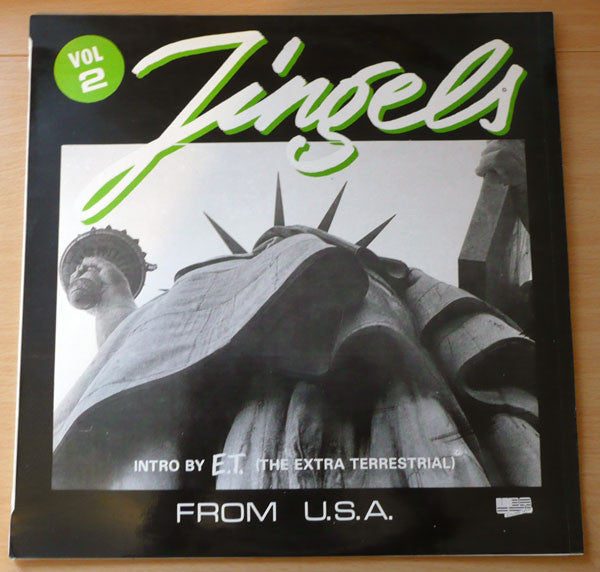 VOL
2
Jingels
INTRO BY E.T. (THE EXTRA TERRESTRIAL)
FROM U.S.A.